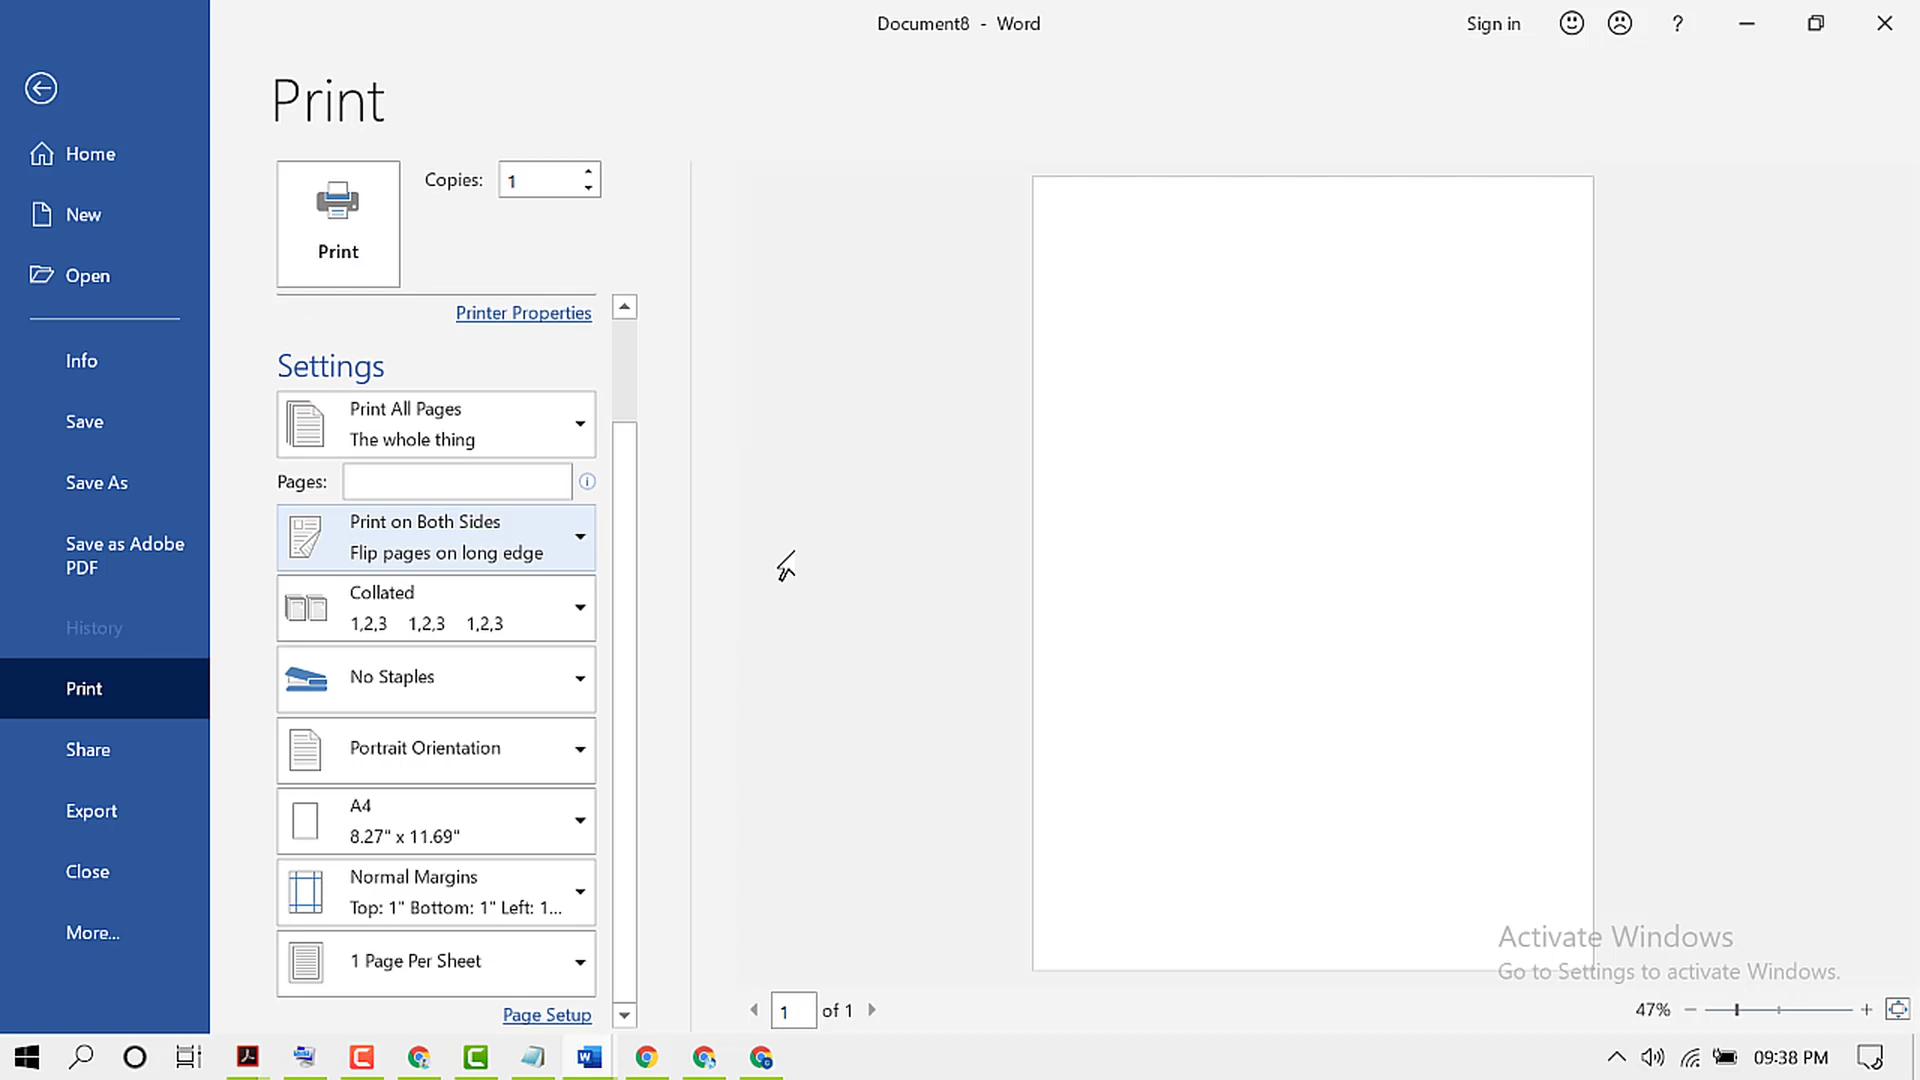 Document8 - Word
Sign in
?
Print
Home
New
Open
Info
Save
Save As
Save as Adobe
PDF
History
Print
Share
Export
Close
More...
Print
Copies: 1
Printer Properties
Settings
Print All Pages
The whole thing
Pages:
Print on Both Sides
Flip pages on long edge
Collated
1,2,3 1,2,3 1,2,3
No Staples
Portrait Orientation
A4
8.27" x 11.69"
Normal Margins
Top: 1" Bottom: 1" Left: 1...
1 Page Per Sheet
Page Setup
1 of 1
47%
Activate Windows
Go to Settings to activate Windows.
09:38 PM